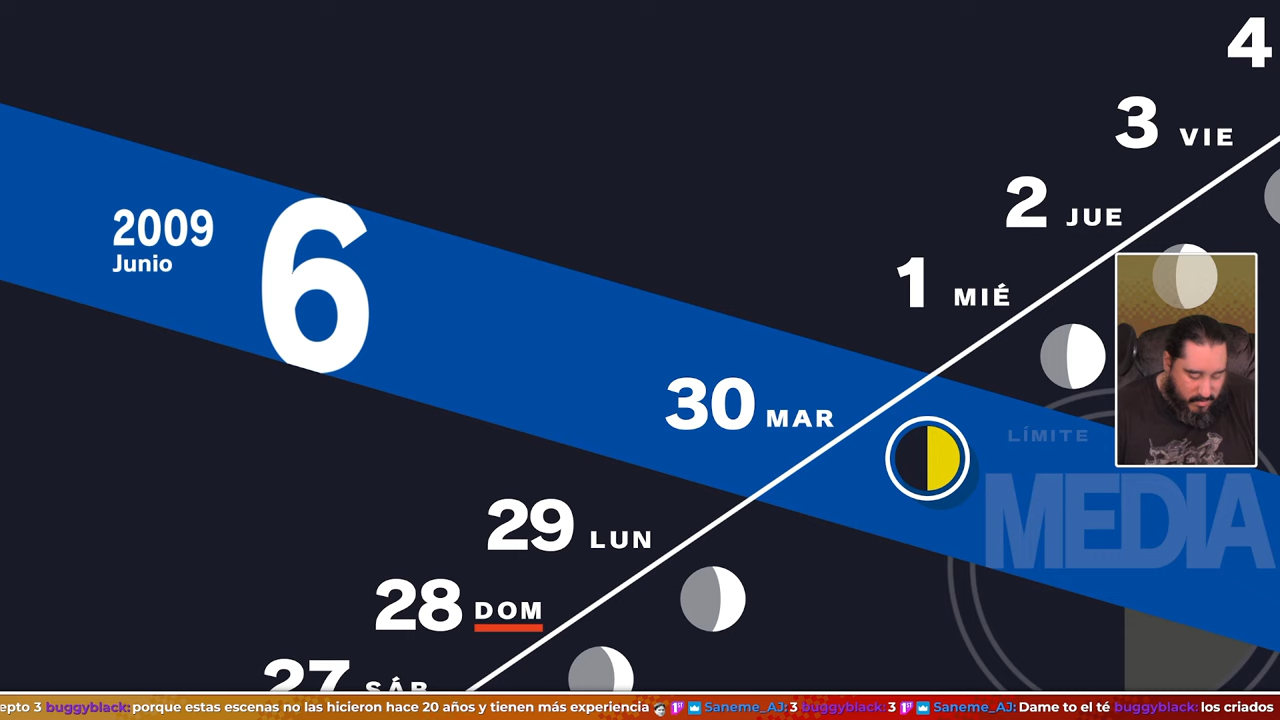 4
3 VIE
2 JUE
1 MIÉ
2009
Junio
6
30 MAR
LÍMITE
MEDIA
29 LUN
28 DOM
27 SÁB
epto 3 buggyblack: porque estas escenas no las hicieron hace 20 años y tienen más experiencia Saneme_AJ: 3 buggyblack: 3 Saneme_AJ: Dame to el té buggyblack: los criados